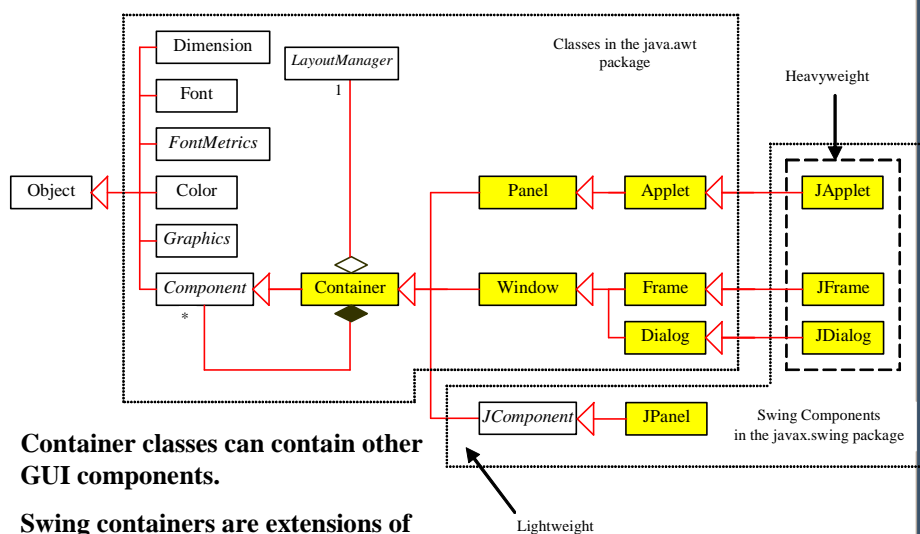 Dimension
LayoutManager
Classes in the java.awt
package
Heavyweight
1
Font
FontMetrics
Object
Color
Panel
Applet
JApplet
Graphics
Component
Container
Window
Frame
JFrame
*
Dialog
JDialog
JComponent
JPanel
Swing Components
in the javax.swing package
Container classes can contain other
GUI components.
Lightweight
Swing containers are extensions of